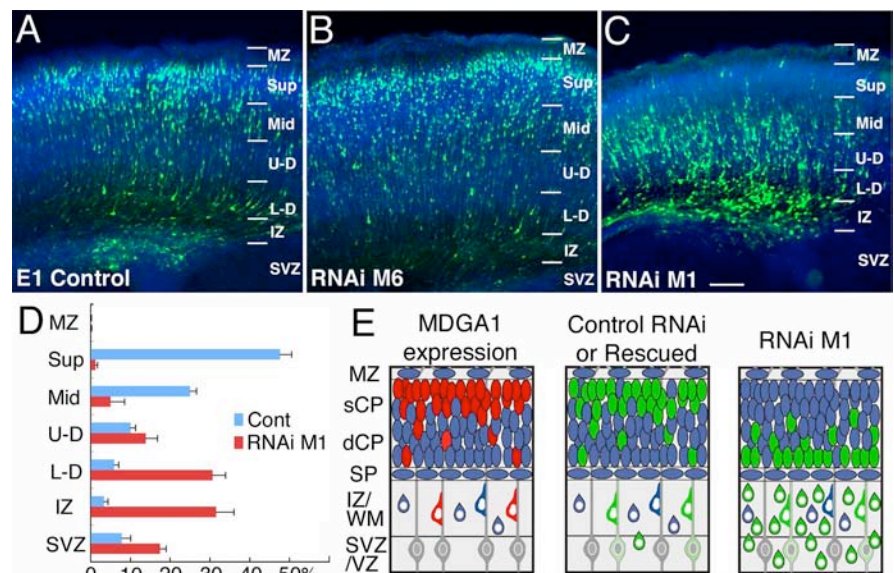 A
MZ
Sup
Mid
U-D
L-D
IZ
SVZ
E1 Control
B
MZ
Sup
Mid
U-D
L-D
IZ
SVZ
RNAi M6
C
MZ
Sup
Mid
U-D
L-D
IZ
SVZ
RNAi M1
D
MZ
Sup
Mid
U-D
L-D
IZ
SVZ
Cont
RNAi M1
0 10 20 30 40 50%
E
MDGA1
expression
Control RNAi
or Rescued
RNAi M1
MZ
sCP
dCP
SP
IZ/
WM
SVZ
/VZ